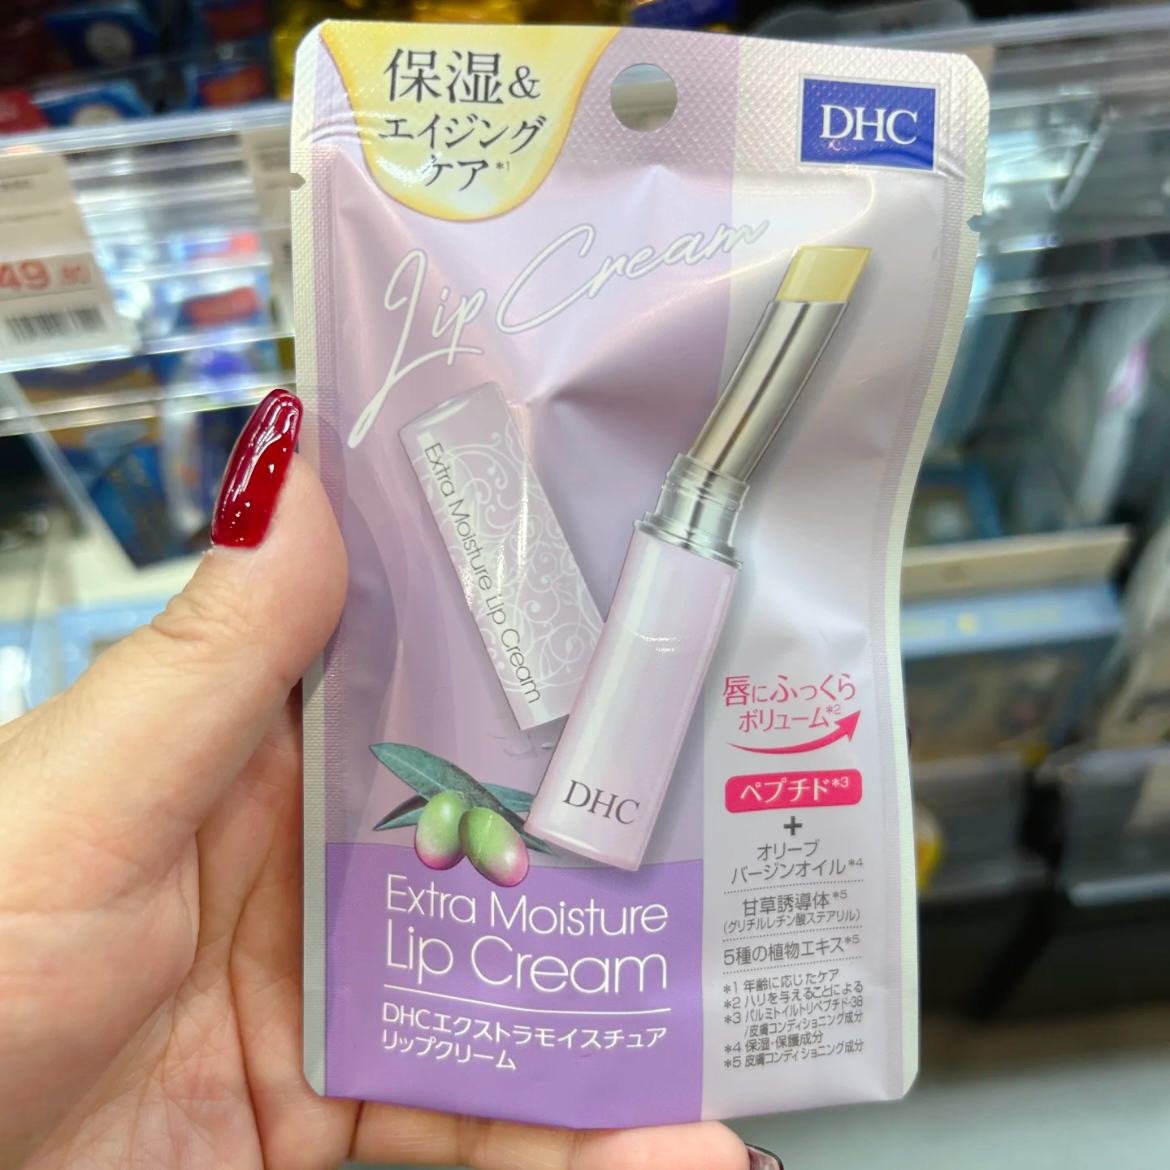 保湿&
エイジング
ケア*1
DHC
Lip Cream
Extra Moisture Lip Cream
唇にふっくら
ボリューム*2
DHC
ペプチド*3
+
オリーブ
バージンオイル*4
甘草誘導体*5
(グリチルレチン酸ステアリル)
5種の植物エキス*5
*1 年齢に応じたケア
*2 ハリを与えることによる
*3 パルミトイルトリペプチド-38
/皮膚コンディショニング成分
*4 保湿・保護成分
*5 皮膚コンディショニング成分
Extra Moisture
Lip Cream
DHCエクストラモイスチュア
リップクリーム
49.80